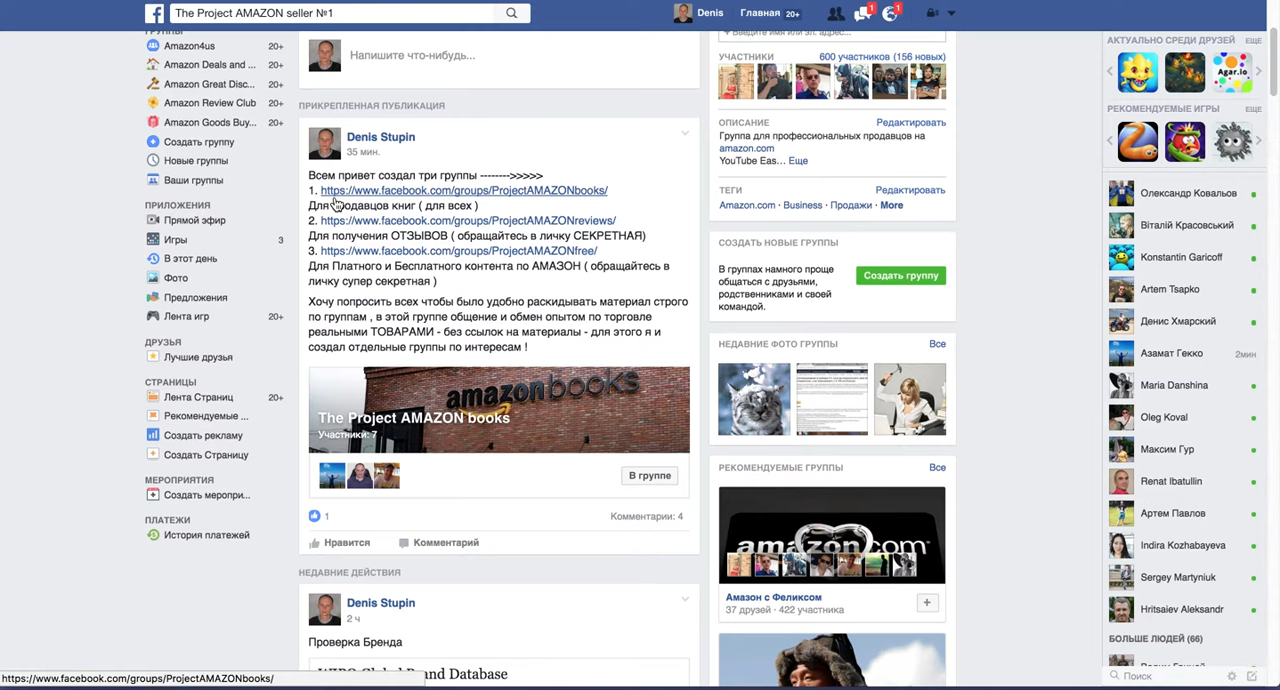 The Project AMAZON seller №1
Denis
Главная 20+
1
1
ГРУППЫ
Amazon4us 20+
Amazon Deals and ... 20+
Amazon Great Disc... 20+
Amazon Review Club 20+
Amazon Goods Buy... 20+
Создать группу
Новые группы
Ваши группы
ПРИЛОЖЕНИЯ
Прямой эфир
Игры 3
В этот день
Фото
Предложения
Лента игр 20+
ДРУЗЬЯ
Лучшие друзья
СТРАНИЦЫ
Лента Страниц 20+
Рекомендуемые ...
Создать рекламу
Создать Страницу
МЕРОПРИЯТИЯ
Создать меропри...
ПЛАТЕЖИ
История платежей
Напишите что-нибудь...
ПРИКРЕПЛЕННАЯ ПУБЛИКАЦИЯ
Denis Stupin
35 мин.
Всем привет создал три группы -------->>>>>
1. https://www.facebook.com/groups/ProjectAMAZONbooks/
Для продавцов книг ( для всех )
2. https://www.facebook.com/groups/ProjectAMAZONreviews/
Для получения ОТЗЫВОВ ( обращайтесь в личку СЕКРЕТНАЯ)
3. https://www.facebook.com/groups/ProjectAMAZONfree/
Для Платного и Бесплатного контента по АМАЗОН ( обращайтесь в
личку супер секретная )
Хочу попросить всех чтобы было удобно раскидывать материал строго
по группам , в этой группе общение и обмен опытом по торговле
реальными ТОВАРАМИ - без ссылок на материалы - для этого я и
создал отдельные группы по интересам !
amazonbooks
The Project AMAZON books
Участники: 7
В группе
1
Комментарии: 4
Нравится
Комментарий
НЕДАВНИЕ ДЕЙСТВИЯ
Denis Stupin
2 ч
Проверка Бренда
WIPO Global Brand Database
+ Введите имя или эл. адрес...
УЧАСТНИКИ
600 участников (156 новых)
ОПИСАНИЕ
Редактировать
Группа для профессиональных продавцов на
amazon.com
YouTube Eas... Еще
ТЕГИ
Редактировать
Amazon.com · Business · Продажи · More
СОЗДАТЬ НОВЫЕ ГРУППЫ
В группах намного проще
общаться с друзьями,
родственниками и своей
командой.
Создать группу
НЕДАВНИЕ ФОТО ГРУППЫ
Все
РЕКОМЕНДУЕМЫЕ ГРУППЫ
Все
amazon.com
Амазон с Феликсом
37 друзей · 422 участника
АКТУАЛЬНО СРЕДИ ДРУЗЕЙ ЕЩЕ
Agar.io
РЕКОМЕНДУЕМЫЕ ИГРЫ ЕЩЕ
Олександр Ковальов
Віталій Красовський
Konstantin Garicoff
Artem Tsapko
Денис Хмарский
Азамат Гекко 2мин
Maria Danshina
Oleg Koval
Максим Гур
Renat Ibatullin
Артем Павлов
Indira Kozhabayeva
Sergey Martyniuk
Hritsaiev Aleksandr
БОЛЬШЕ ЛЮДЕЙ (66)
Поиск
https://www.facebook.com/groups/ProjectAMAZONbooks/